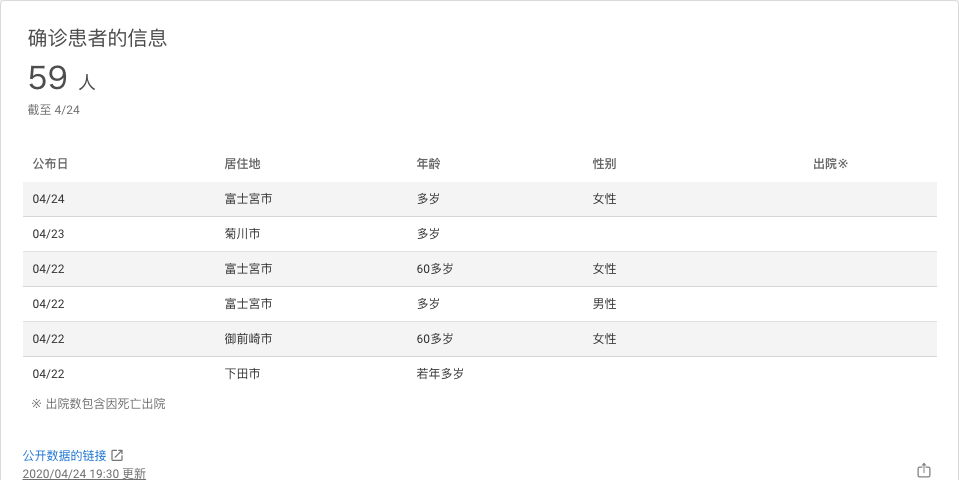 确诊患者的信息
59 人
截至 4/24
公布日 居住地 年龄 性别 出院※
04/24 富士宮市 多岁 女性
04/23 菊川市 多岁
04/22 富士宮市 60多岁 女性
04/22 富士宮市 多岁 男性
04/22 御前崎市 60多岁 女性
04/22 下田市 若年多岁
※ 出院数包含因死亡出院
公开数据的链接
2020/04/24 19:30 更新